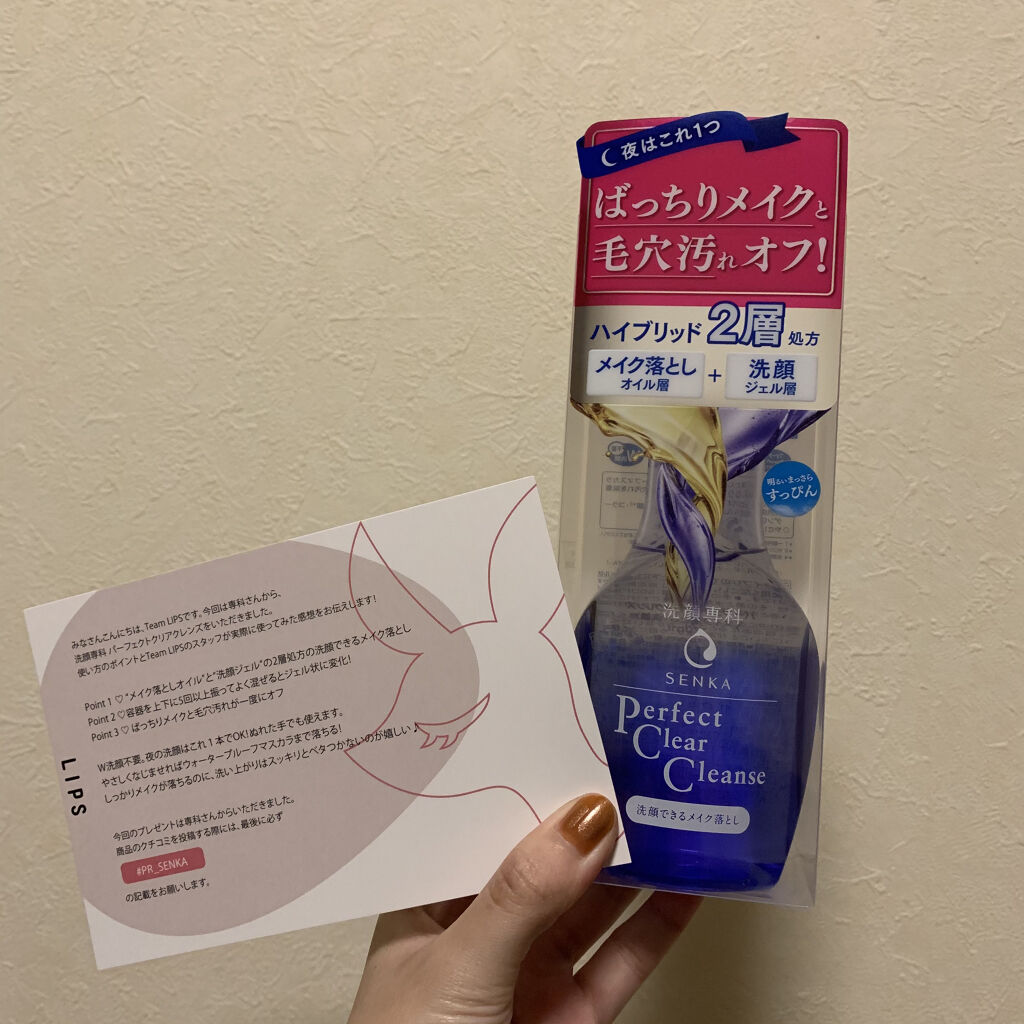 夜はこれ1つ
ばっちりメイクと
毛穴汚れオフ!
ハイブリッド2層処方
メイク落とし
オイル層
+
洗顔
ジェル層
明るいまっさら
すっぴん
洗顔専科
SENKA
Perfect
Clear
Cleanse
洗顔できるメイク落とし
みなさんこんにちは、Team LIPSです。今回は専科さんから、
洗顔専科 パーフェクトクリアクレンズをいただきました。
使い方のポイントとTeam LIPSのスタッフが実際に使ってみた感想をお伝えします!
Point 1 ♡ "メイク落としオイル"と"洗顔ジェル"の2層処方の洗顔できるメイク落とし
Point 2 ♡ 容器を上下に5回以上振ってよく混ぜるとジェル状に変化!
Point 3 ♡ ばっちりメイクと毛穴汚れが一度にオフ
W洗顔不要。夜の洗顔はこれ1本でOK!ぬれた手でも使えます。
やさしくなじませればウォータープルーフマスカラまで落ちる!
しっかりメイクが落ちるのに、洗い上がりはスッキリとベタつかないのが嬉しい♪
今回のプレゼントは専科さんからいただきました。
商品のクチコミを投稿する際には、最後に必ず
#PR_SENKA
の記載をお願いします。
LIPS